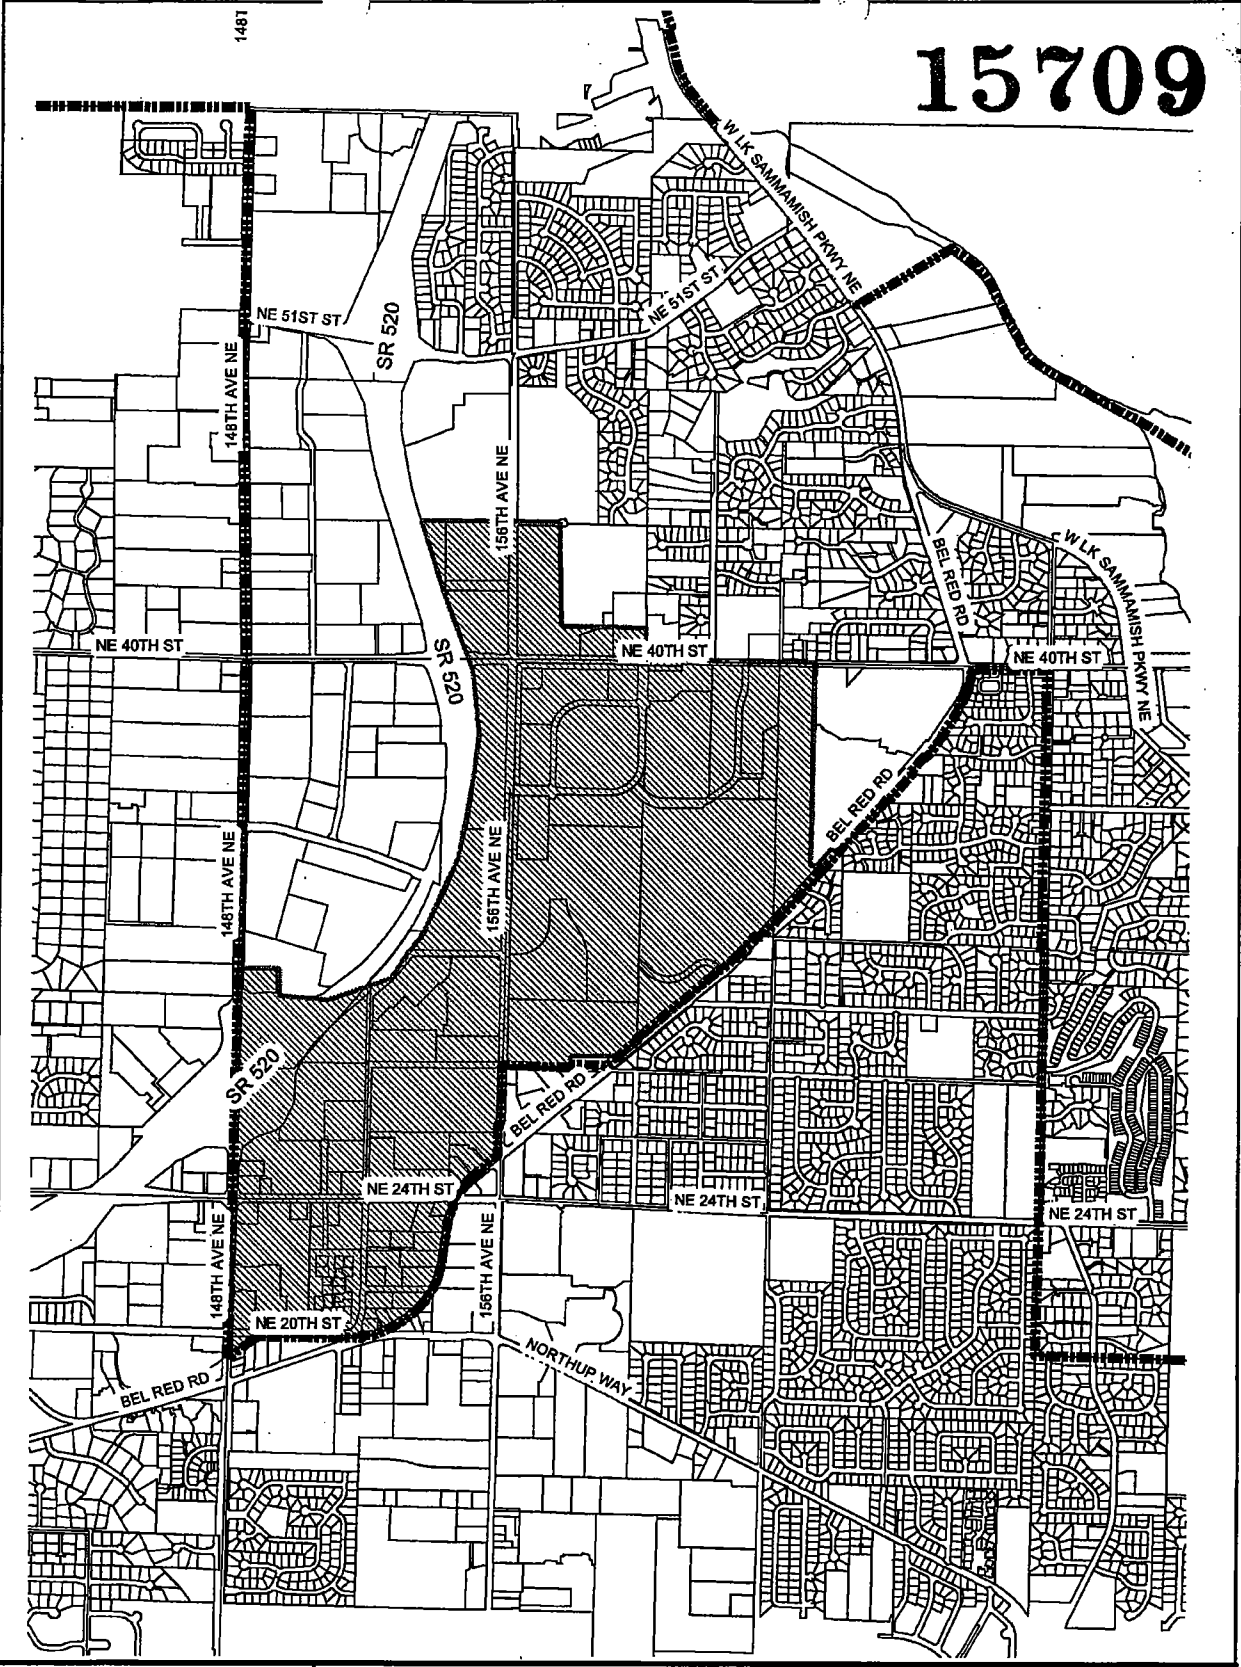 1481
15709
W LK SAMMAMISH PKWY NE
NE 51ST ST
NE 51ST ST
SR 520
148TH AVE NE
156TH AVE NE
BEL RED RD
W LK SAMMAMISH PKWY NE
NE 40TH ST
NE 40TH ST
NE 40TH ST
SR 520
BEL RED RD
148TH AVE NE
156TH AVE NE
SR 520
BEL RED RD
NE 24TH ST
NE 24TH ST
NE 24TH ST
148TH AVE NE
156TH AVE NE
NE 20TH ST
NORTHUP WAY
BEL RED RD